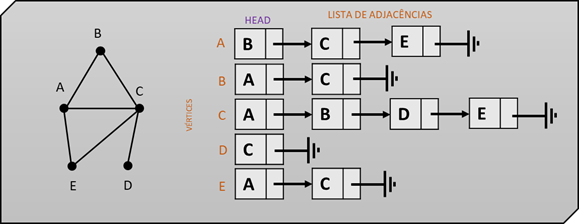 HEAD LISTA DE ADJACÊNCIAS
B
A
C
E
D
VÉRTICES
A B C E
B A C
C A B D E
D C
E A C